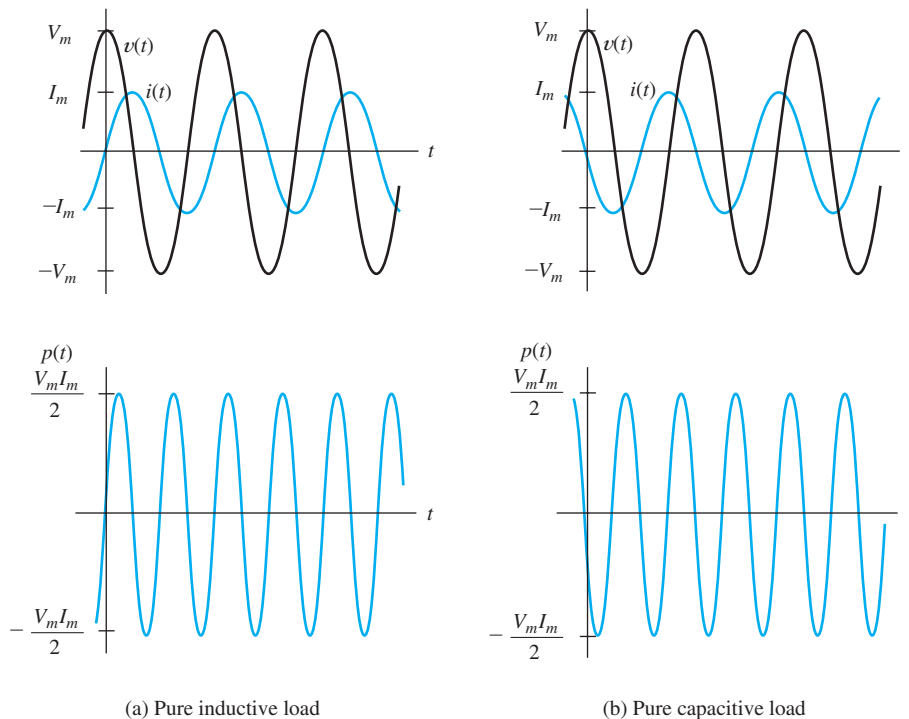 V_m
v(t)
I_m
i(t)
t
−I_m
−V_m
p(t)
V_m I_m
2
t
− V_m I_m
2
(a) Pure inductive load
V_m
v(t)
I_m
i(t)
t
−I_m
−V_m
p(t)
V_m I_m
2
t
− V_m I_m
2
(b) Pure capacitive load